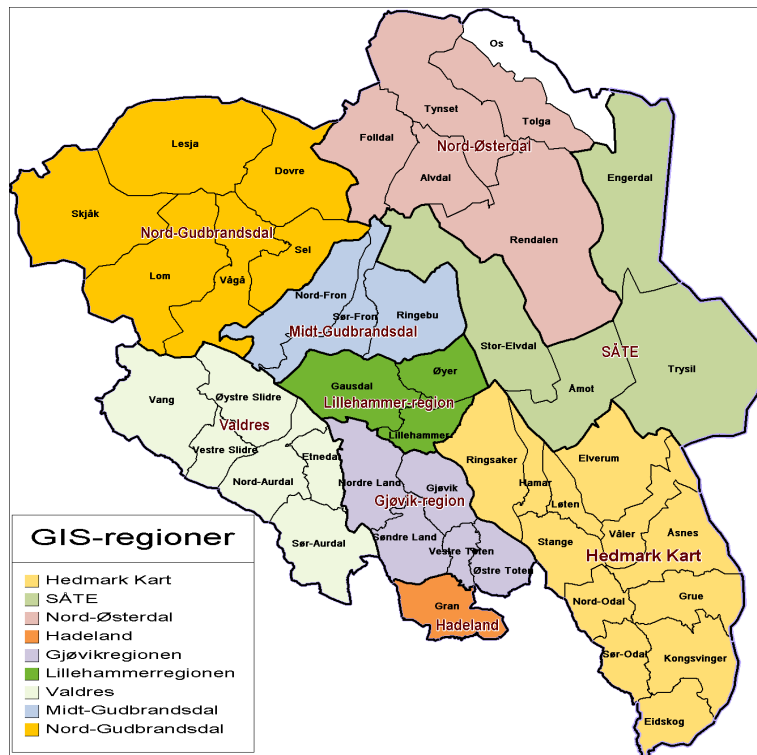 Os
Tynset
Tolga
Folldal
Nord-Østerdal
Lesja
Dovre
Alvdal
Engerdal
Skjåk
Nord-Gudbrandsdal
Rendalen
Sel
Lom
Vågå
Nord-Fron
Sør-Fron
Ringebu
Midt-Gudbrandsdal
Stor-Elvdal
SÅTE
Trysil
Øyer
Gausdal
Åmot
Vang
Øystre Slidre
Lillehammer-region
Valdres
Lillehammer
Etnedal
Vestre Slidre
Ringsaker
Elverum
Nord-Aurdal
Nordre Land
Gjøvik
Hamar
Gjøvik-region
Løten
Sør-Aurdal
Søndre Land
Vestre Toten
Stange
Våler
Åsnes
Hedmark Kart
Østre Toten
Gran
Hadeland
Nord-Odal
Grue
Sør-Odal
Kongsvinger
Eidskog
GIS-regioner
Hedmark Kart
SÅTE
Nord-Østerdal
Hadeland
Gjøvikregionen
Lillehammerregionen
Valdres
Midt-Gudbrandsdal
Nord-Gudbrandsdal